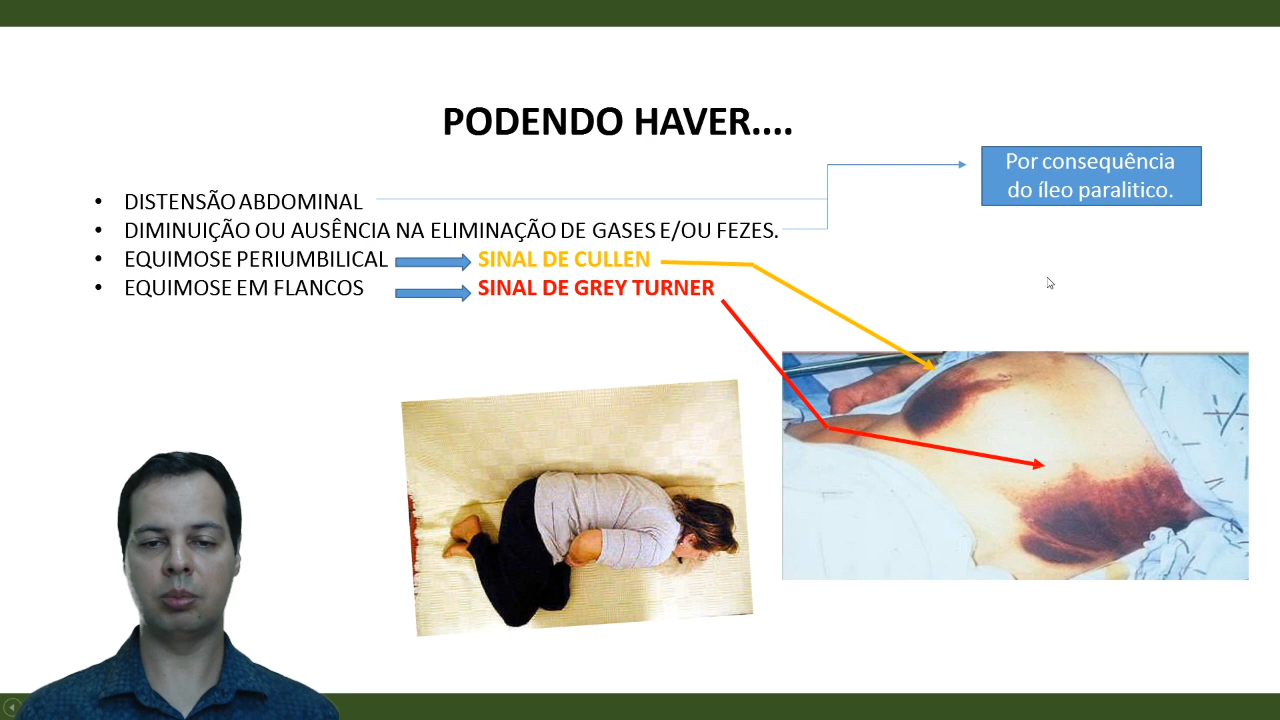 PODENDO HAVER....
Por consequência
do íleo paralitico.
• DISTENSÃO ABDOMINAL
• DIMINUIÇÃO OU AUSÊNCIA NA ELIMINAÇÃO DE GASES E/OU FEZES.
• EQUIMOSE PERIUMBILICAL SINAL DE CULLEN
• EQUIMOSE EM FLANCOS SINAL DE GREY TURNER